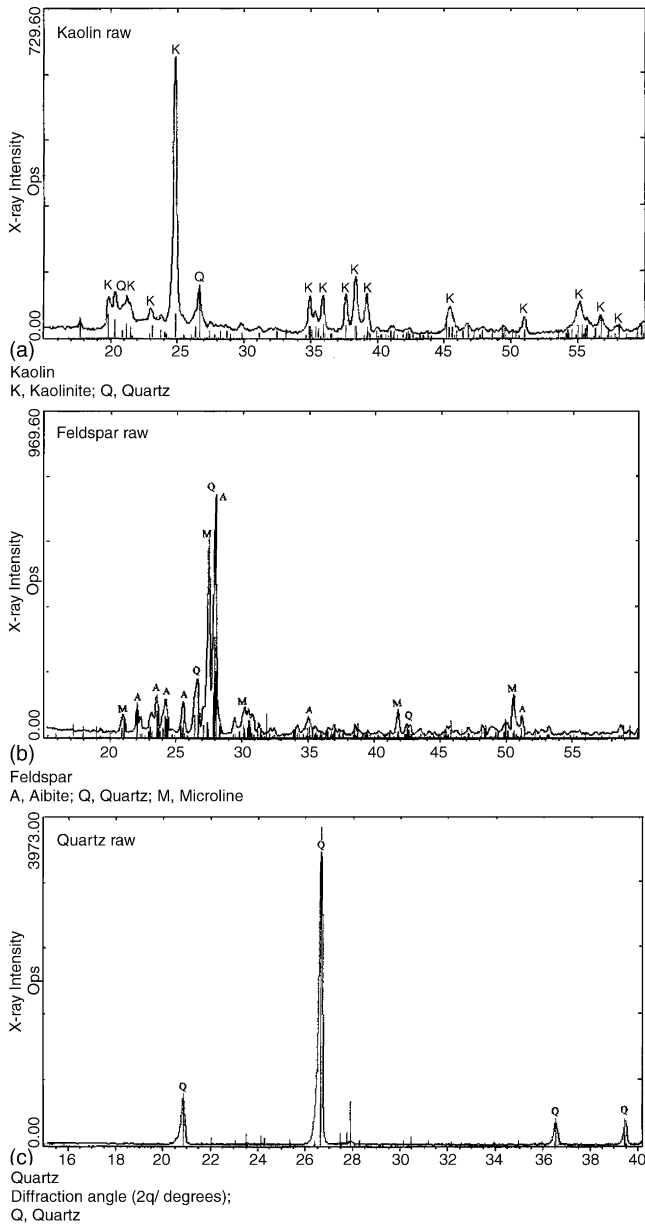 729.60
Kaolin raw
K
X-ray Intensity
Ops
K Q K K Q K K K K K K K K K K
0.00
20 25 30 35 40 45 50 55
(a)
Kaolin
K, Kaolinite; Q, Quartz
969.60
Feldspar raw
Q
A
M
X-ray Intensity
Ops
M A A A A Q M A M Q M A
0.00
20 25 30 35 40 45 50 55
(b)
Feldspar
A, Aibite; Q, Quartz; M, Microline
3973.00
Quartz raw
Q
X-ray Intensity
Ops
Q Q Q
0.00
16 18 20 22 24 26 28 30 32 34 36 38 40
(c)
Quartz
Diffraction angle (2q/ degrees);
Q, Quartz